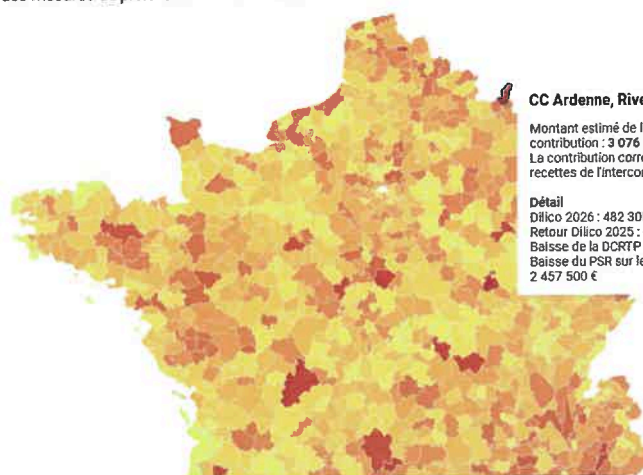 CC Ardenne, Rive
Montant estimé de l
contribution : 3 076
La contribution corre
recettes de l'interco
Détail
Dilico 2026 : 482 30
Retour Dilico 2025 :
Baisse de la DCRTP
Baisse du PSR sur le
2 457 500 €